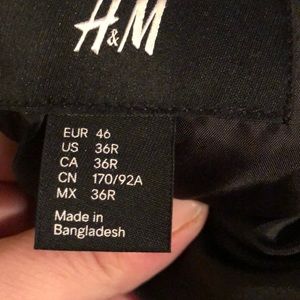 H&M
EUR 46
US 36R
CA 36R
CN 170/92A
MX 36R
Made in
Bangladesh